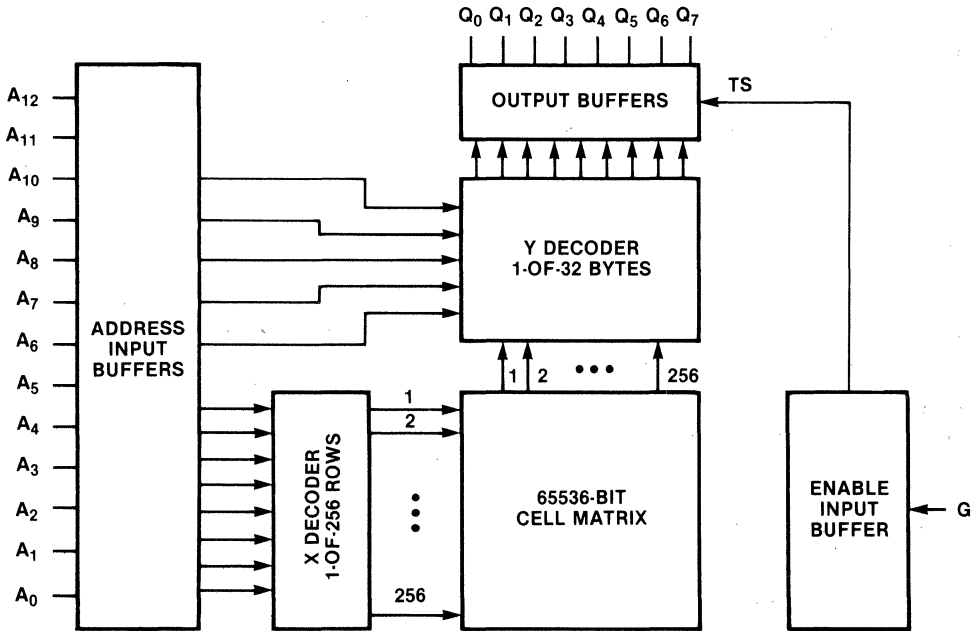 Q0 Q1 Q2 Q3 Q4 Q5 Q6 Q7
OUTPUT BUFFERS
TS
A12
A11
A10
A9
A8
A7
A6
A5
A4
A3
A2
A1
A0
ADDRESS
INPUT
BUFFERS
Y DECODER
1-OF-32 BYTES
1 2 ••• 256
X DECODER
1-OF-256 ROWS
1
2
256
65536-BIT
CELL MATRIX
ENABLE
INPUT
BUFFER
G